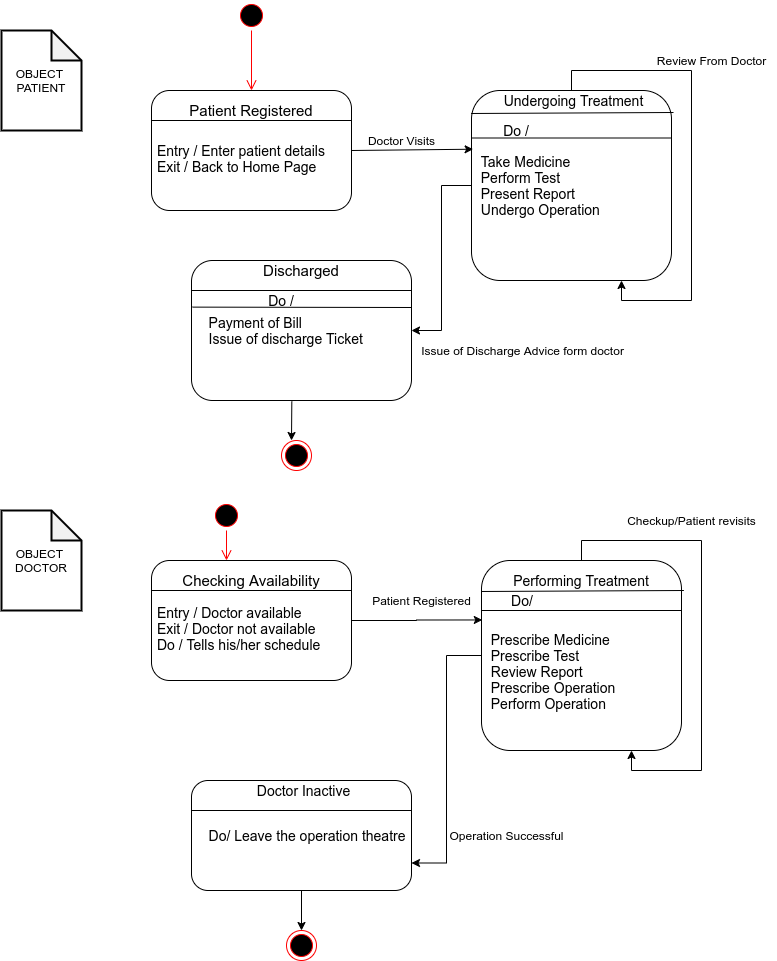 OBJECT
PATIENT
Patient Registered
Entry / Enter patient details
Exit / Back to Home Page
Doctor Visits
Review From Doctor
Undergoing Treatment
Do /
Take Medicine
Perform Test
Present Report
Undergo Operation
Discharged
Do /
Payment of Bill
Issue of discharge Ticket
Issue of Discharge Advice form doctor
OBJECT
DOCTOR
Checking Availability
Entry / Doctor available
Exit / Doctor not available
Do / Tells his/her schedule
Patient Registered
Checkup/Patient revisits
Performing Treatment
Do/
Prescribe Medicine
Prescribe Test
Review Report
Prescribe Operation
Perform Operation
Doctor Inactive
Do/ Leave the operation theatre
Operation Successful